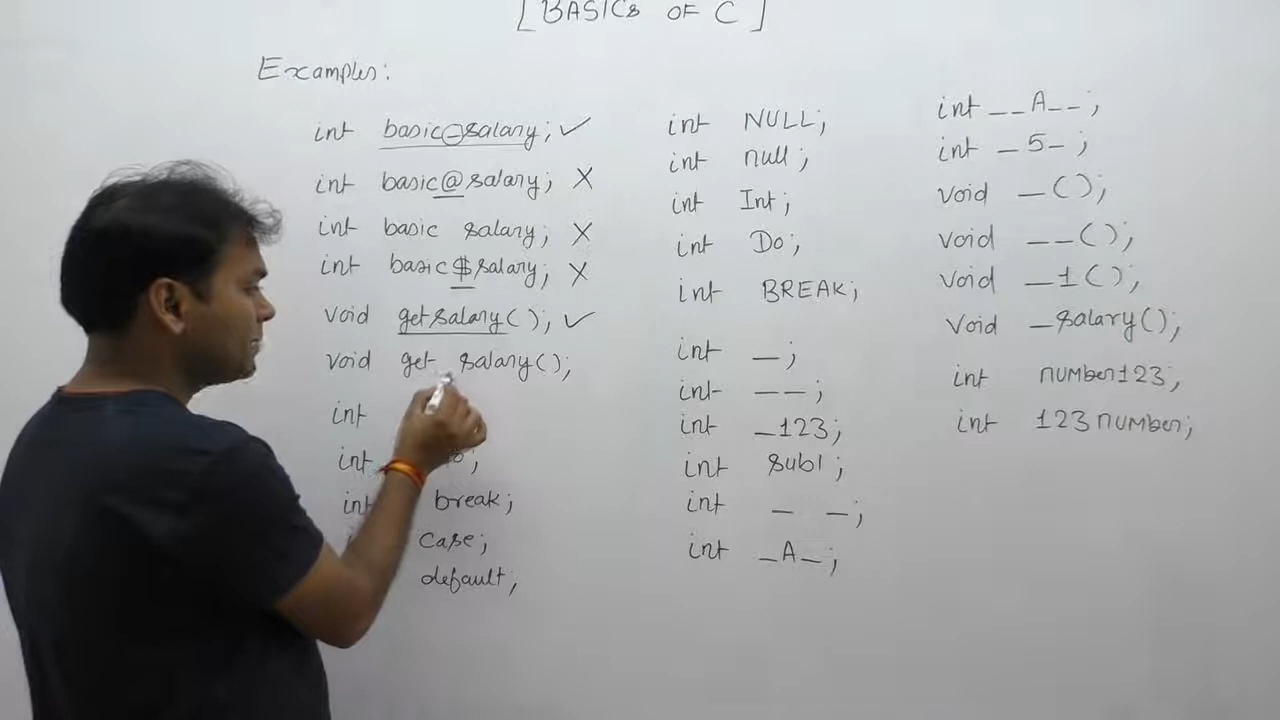 [BASICS OF C]
Examples:
int basic_salary; ✓
int basic@salary; X
int basic salary; X
int basic$salary; X
void getsalary(); ✓
void get salary();
int
int ;
int break;
case;
default;
int NULL;
int null;
int Int;
int Do;
int BREAK;
int _;
int __;
int _123;
int sub1;
int _ _;
int _A_;
int __A__;
int _5_;
void _();
void __();
void _1();
void _salary();
int number123;
int 123number;